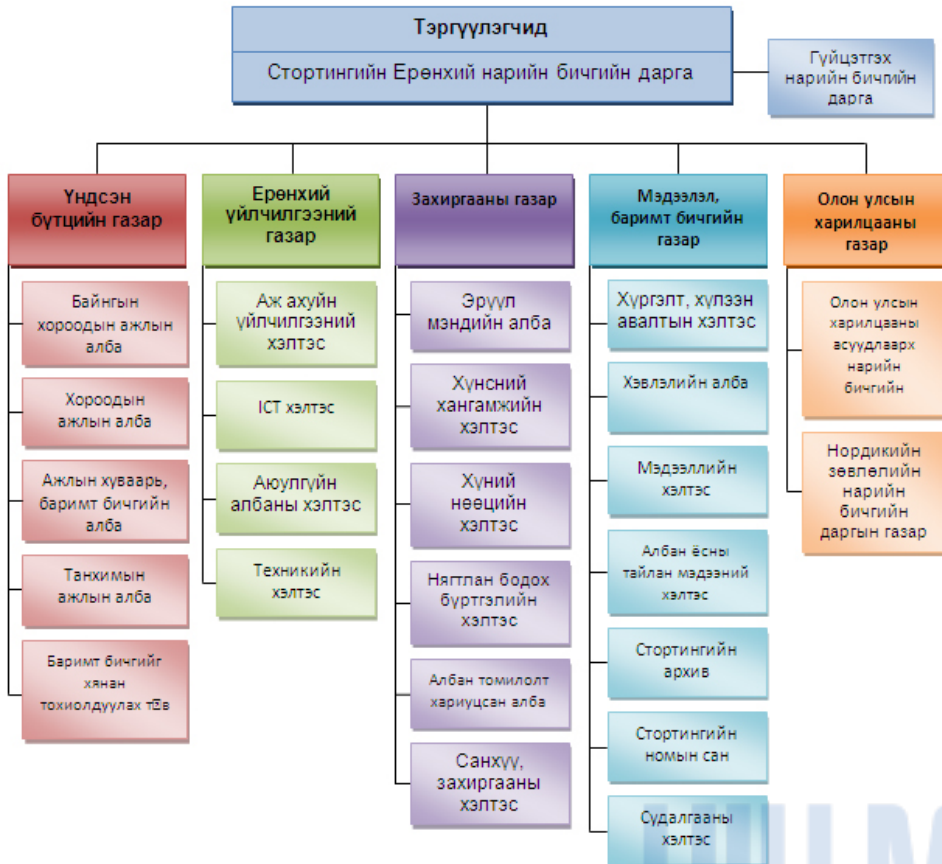 Тэргүүлэгчид
Стортингийн Ерөнхий нарийн бичгийн дарга
Гүйцэтгэх
нарийн бичгийн
дарга
Үндсэн
бүтцийн газар
Байнгын
хороодын ажлын
алба
Хороодын
ажлын алба
Ажлын хуваарь,
баримт бичгийн
алба
Танхимын
ажлын алба
Баримт бичгийг
хянан
тохиолдуулах
Ерөнхий
үйлчилгээний
газар
Аж ахуйн
үйлчилгээний
хэлтэс
ICT хэлтэс
Аюулгүйн
албаны хэлтэс
Техникийн
хэлтэс
Захиргааны газар
Эрүүл
мэндийн алба
Хүнсний
хангамжийн
хэлтэс
Хүний
нөөцийн
хэлтэс
Нягтлан бодох
бүртгэлийн
хэлтэс
Албан томилолт
хариуцсан алба
Санхүү,
захиргааны
хэлтэс
Мэдээлэл,
баримт бичгийн
газар
Хүргэлт, хүлээн
авалтын хэлтэс
Хэвлэлийн алба
Мэдээллийн
хэлтэс
Албан ёсны
тайлан мэдээний
хэлтэс
Стортингийн
архив
Стортингийн
номын сан
Судалгааны
хэлтэс
Олон улсын
харилцааны
газар
Олон улсын
харилцааны
асуудлаарх
нарийн
бичгийн
Нордикийн
зөвлөлийн
нарийн
бичгийн
даргын газар